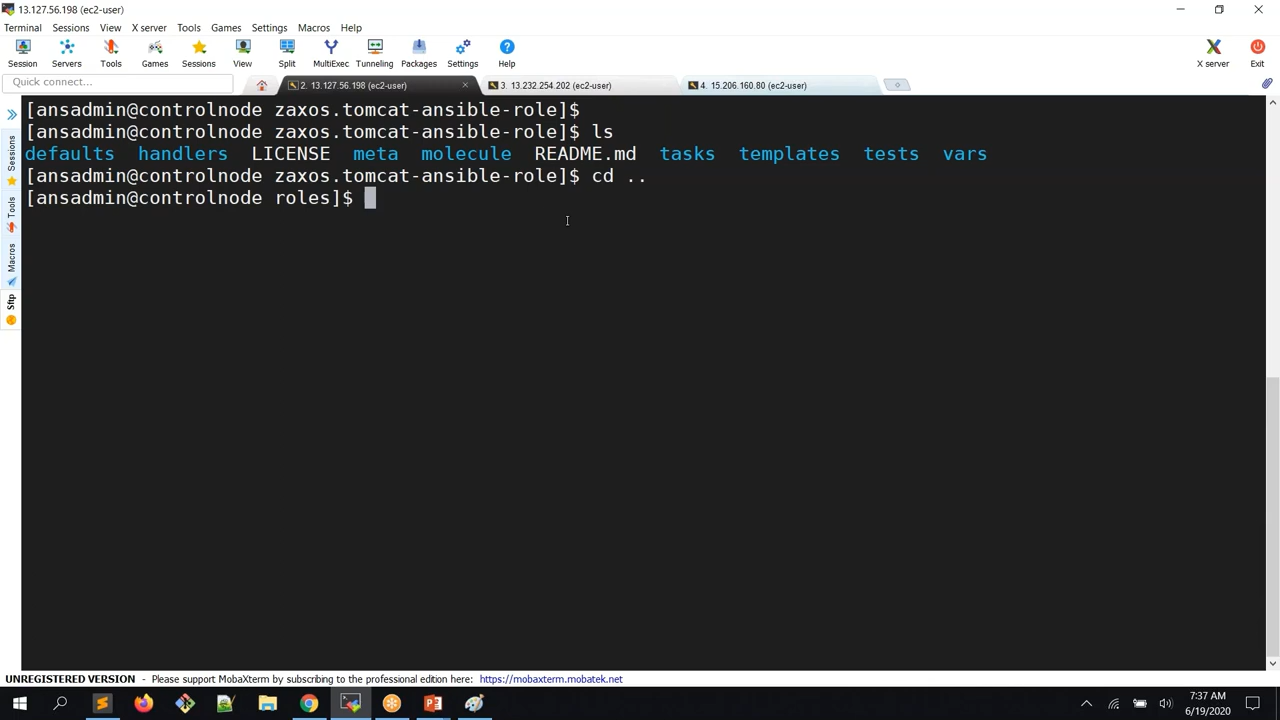 13.127.56.198 (ec2-user)
Terminal Sessions View X server Tools Games Settings Macros Help
Session Servers Tools Games Sessions View Split MultiExec Tunneling Packages Settings Help X server Exit
Quick connect...
2. 13.127.56.198 (ec2-user)
3. 13.232.254.202 (ec2-user)
4. 15.206.160.80 (ec2-user)
Sessions
Tools
Macros
Sftp
[ansadmin@controlnode zaxos.tomcat-ansible-role]$
[ansadmin@controlnode zaxos.tomcat-ansible-role]$ ls
defaults handlers LICENSE meta molecule README.md tasks templates tests vars
[ansadmin@controlnode zaxos.tomcat-ansible-role]$ cd ..
[ansadmin@controlnode roles]$
UNREGISTERED VERSION - Please support MobaXterm by subscribing to the professional edition here: https://mobaxterm.mobatek.net
7:37 AM
6/19/2020